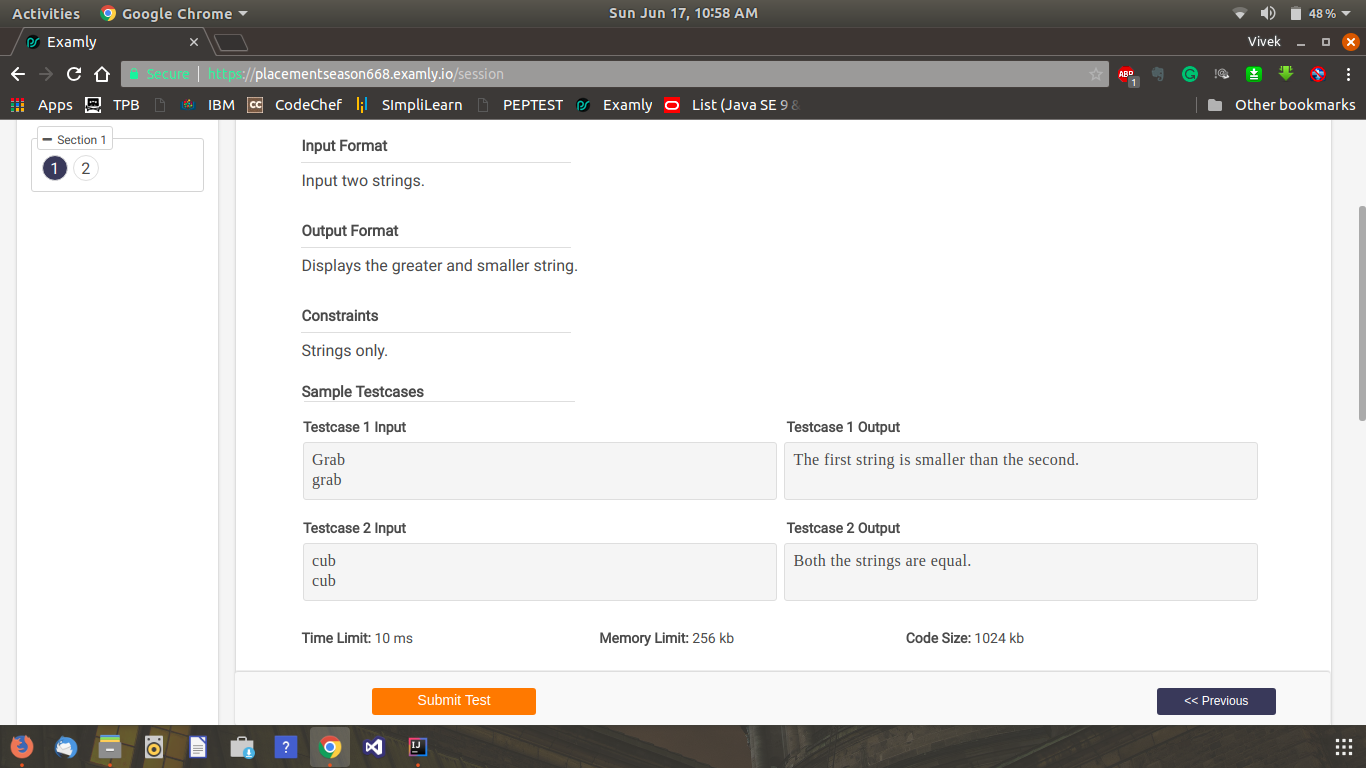 Activities Google Chrome Sun Jun 17, 10:58 AM 48%
Examly Vivek
Secure https://placementseason668.examly.io/session ABP 1
Apps TPB IBM CC CodeChef SImpliLearn PEPTEST Examly List (Java SE 9 & Other bookmarks
Section 1
1 2
Input Format
Input two strings.
Output Format
Displays the greater and smaller string.
Constraints
Strings only.
Sample Testcases
Testcase 1 Input Testcase 1 Output
Grab The first string is smaller than the second.
grab
Testcase 2 Input Testcase 2 Output
cub Both the strings are equal.
cub
Time Limit: 10 ms Memory Limit: 256 kb Code Size: 1024 kb
Submit Test << Previous
? IJ